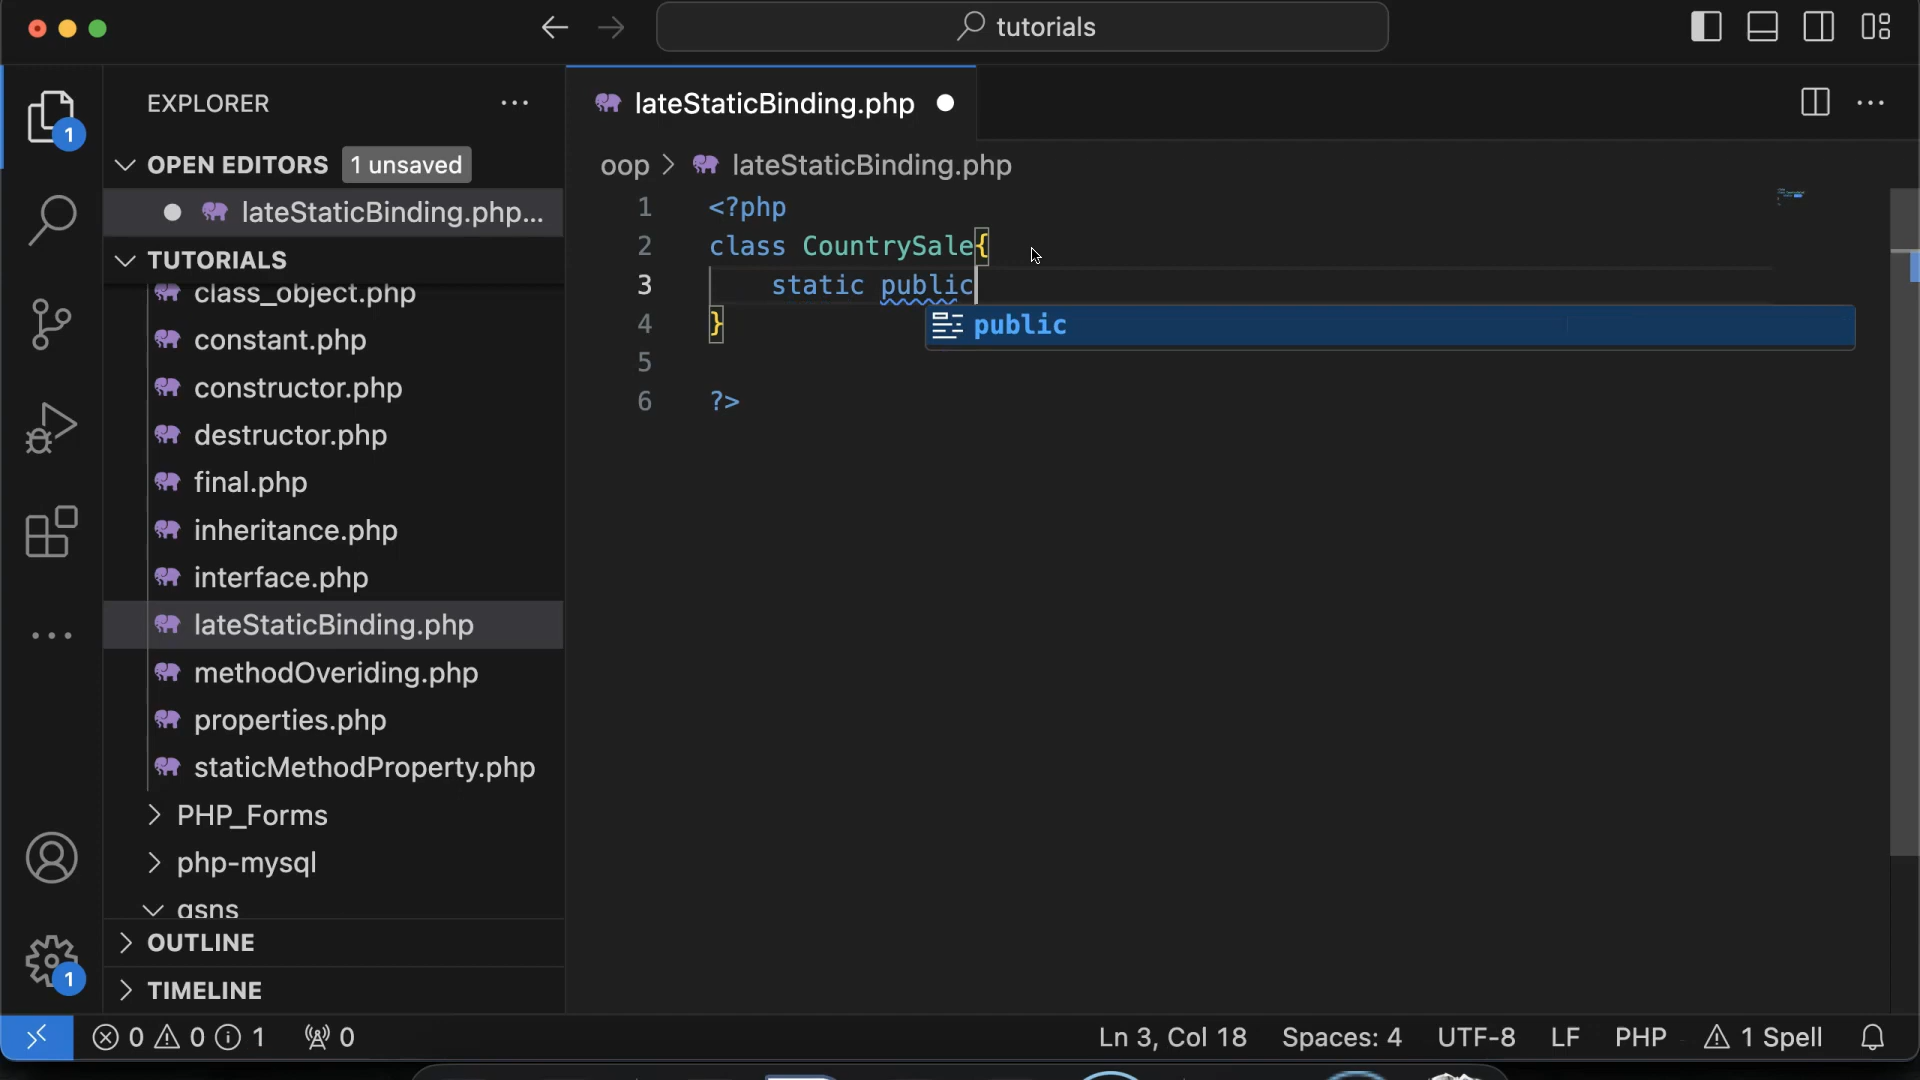 tutorials
EXPLORER
1
OPEN EDITORS 1 unsaved
lateStaticBinding.php...
TUTORIALS
class_object.php
constant.php
constructor.php
destructor.php
final.php
inheritance.php
interface.php
lateStaticBinding.php
methodOveriding.php
properties.php
staticMethodProperty.php
PHP_Forms
php-mysql
qsns
OUTLINE
TIMELINE
1
lateStaticBinding.php
oop > lateStaticBinding.php
1 <?php
2 class CountrySale{
3 static public
public
4 }
5
6 ?>
0 0 1 0 Ln 3, Col 18 Spaces: 4 UTF-8 LF PHP 1 Spell